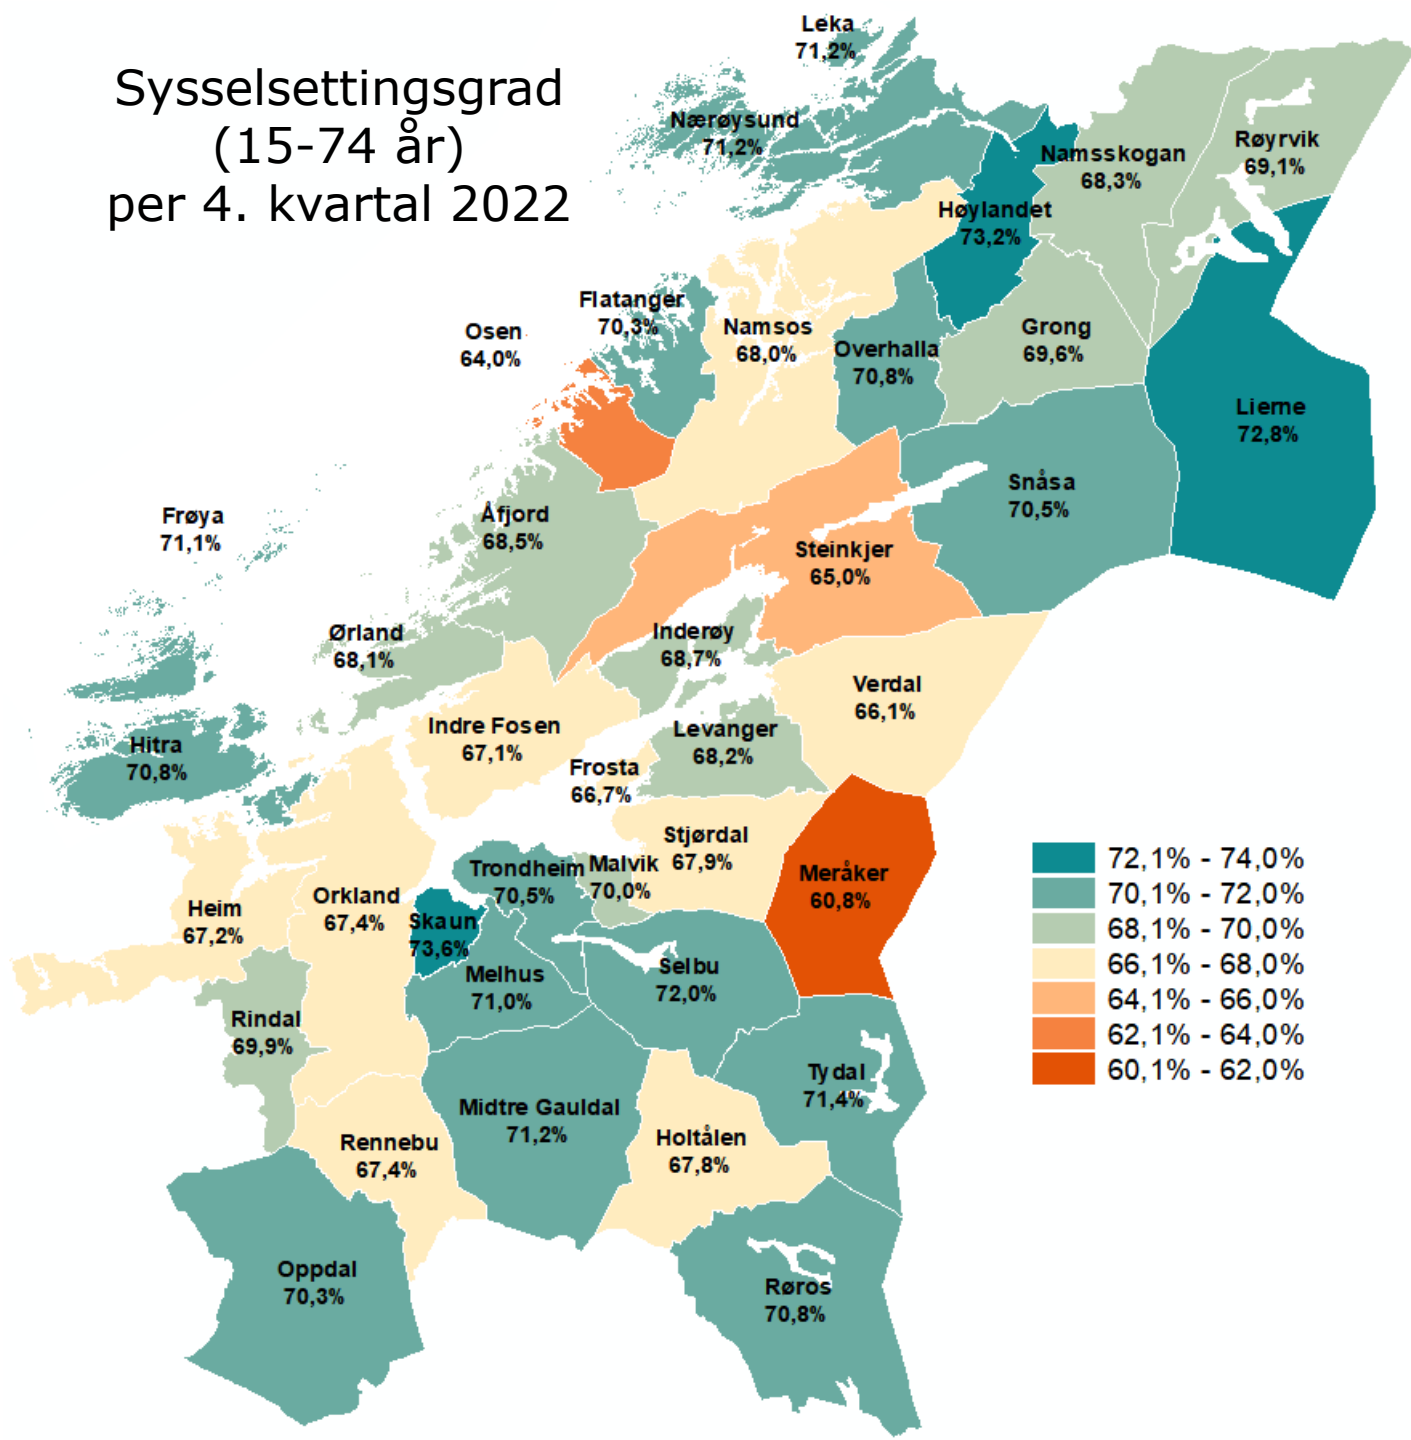 Sysselsettingsgrad
(15-74 år)
per 4. kvartal 2022
Leka
71,2%
Nærøysund
71,2%
Namsskogan
68,3%
Røyrvik
69,1%
Høylandet
73,2%
Flatanger
70,3%
Osen
64,0%
Namsos
68,0%
Overhalla
70,8%
Grong
69,6%
Lierne
72,8%
Snåsa
70,5%
Frøya
71,1%
Åfjord
68,5%
Steinkjer
65,0%
Ørland
68,1%
Inderøy
68,7%
Verdal
66,1%
Hitra
70,8%
Indre Fosen
67,1%
Levanger
68,2%
Frosta
66,7%
Stjørdal
67,9%
Trondheim
70,5%
Malvik
70,0%
Meråker
60,8%
Heim
67,2%
Orkland
67,4%
Skaun
73,6%
Melhus
71,0%
Selbu
72,0%
Rindal
69,9%
Tydal
71,4%
Midtre Gauldal
71,2%
Rennebu
67,4%
Holtålen
67,8%
Oppdal
70,3%
Røros
70,8%
72,1% - 74,0%
70,1% - 72,0%
68,1% - 70,0%
66,1% - 68,0%
64,1% - 66,0%
62,1% - 64,0%
60,1% - 62,0%